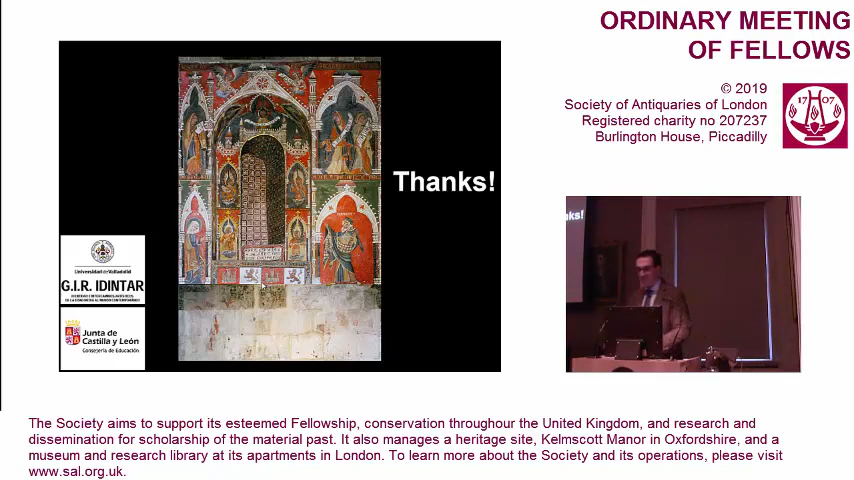 ORDINARY MEETING
OF FELLOWS
© 2019
Society of Antiquaries of London
Registered charity no 207237
Burlington House, Piccadilly
17 07
Thanks!
Universidad de Valladolid
G.I.R. IDINTAR
Junta de
Castilla y León
Consejería de Educación
ks!
The Society aims to support its esteemed Fellowship, conservation throughour the United Kingdom, and research and
dissemination for scholarship of the material past. It also manages a heritage site, Kelmscott Manor in Oxfordshire, and a
museum and research library at its apartments in London. To learn more about the Society and its operations, please visit
www.sal.org.uk.